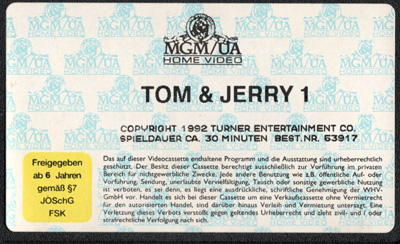 MGM/UA
HOME VIDEO
TOM & JERRY 1
COPYRIGHT 1992 TURNER ENTERTAINMENT CO.
SPIELDAUER CA. 30 MINUTEN BEST.NR. 53917
Freigegeben
ab 6 Jahren
gemäß §7
JÖSchG
FSK
Das auf dieser Videocassette enthaltene Programm und die Ausstattung sind urheberrechtlich
geschützt. Der Besitz dieser Cassette berechtigt ausschließlich zur Vorführung im privaten
Bereich für nichtgewerbliche Zwecke. Jede andere Benutzung wie z.B. öffentliche Auf- oder
Vorführung, Sendung, unerlaubte Vervielfältigung, Tausch oder sonstige gewerbliche Nutzung
ist verboten, es sei denn, es liegt eine ausdrückliche, schriftliche Genehmigung der WHV-
GmbH vor. Handelt es sich bei dieser Cassette um eine Verkaufscassette ohne Vermietrecht
für den autorisierten Handel, sind darüber hinaus Verleih und Vermietung untersagt. Eine
Verletzung dieses Verbots verstößt gegen geltendes Urheberrecht und zieht zivil- und / oder
strafrechtliche Verfolgung nach sich.